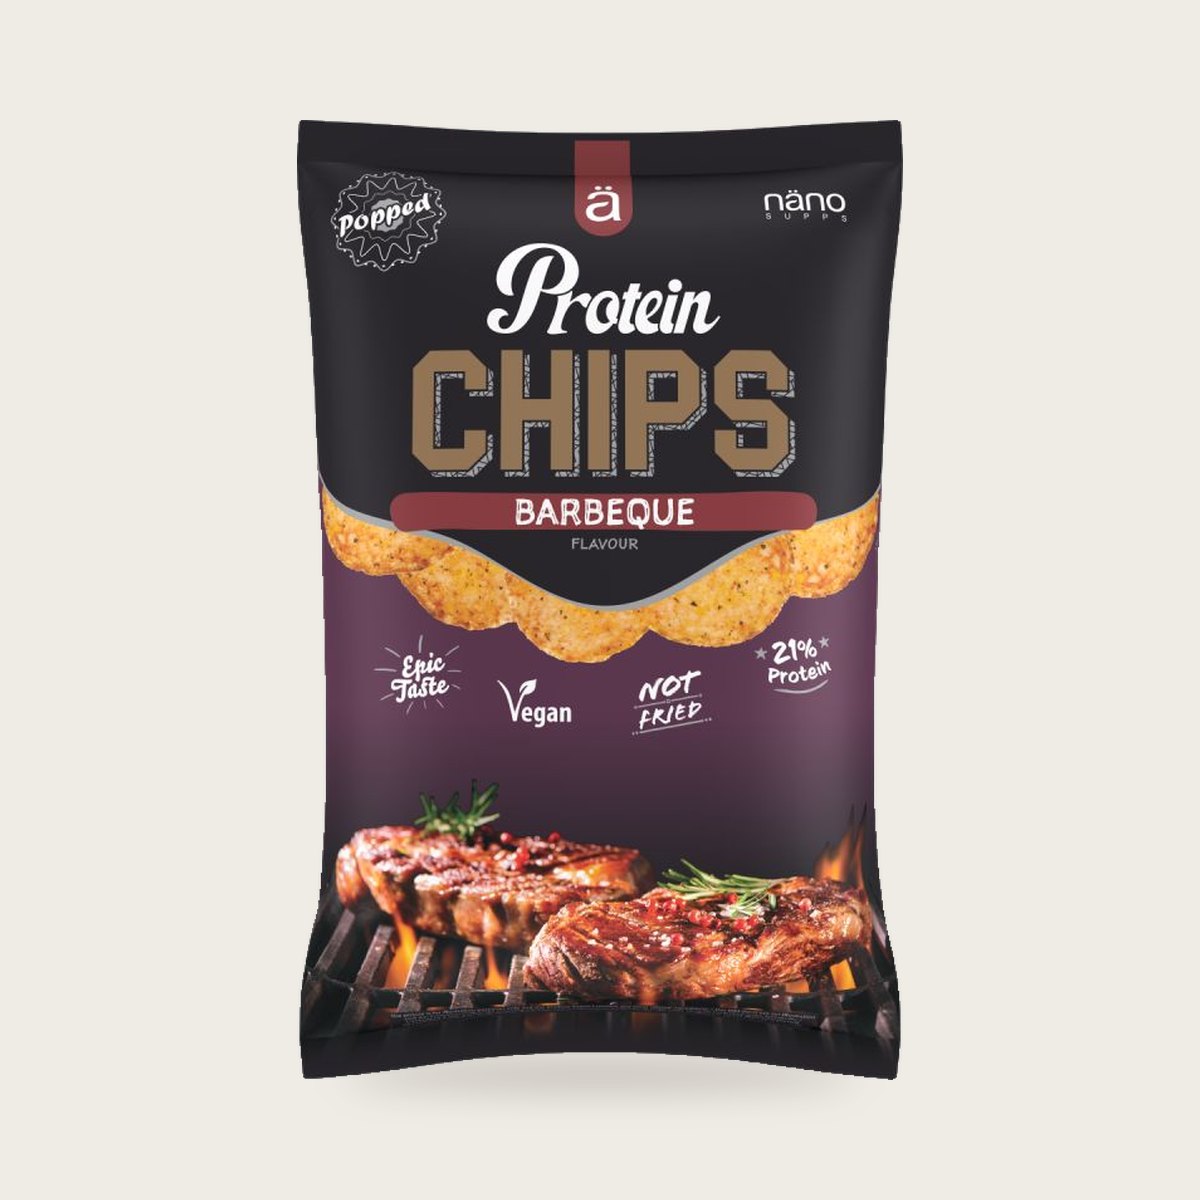 Popped
ä
näno
SUPPS
Protein
CHIPS
BARBEQUE
FLAVOUR
Epic
Taste
Vegan
NOT
FRIED
21%
Protein